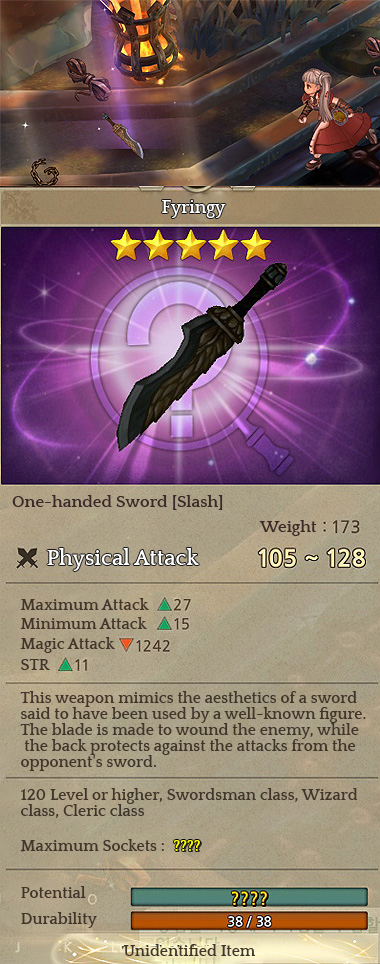 Fyringy
One-handed Sword [Slash]
Weight : 173
Physical Attack 105 ~ 128
Maximum Attack ▲27
Minimum Attack ▲15
Magic Attack ▼1242
STR ▲11
This weapon mimics the aesthetics of a sword
said to have been used by a well-known figure.
The blade is made to wound the enemy, while
the back protects against the attacks from the
opponent's sword.
120 Level or higher, Swordsman class, Wizard
class, Cleric class
Maximum Sockets : ????
Potential ????
Durability 38 / 38
Unidentified Item